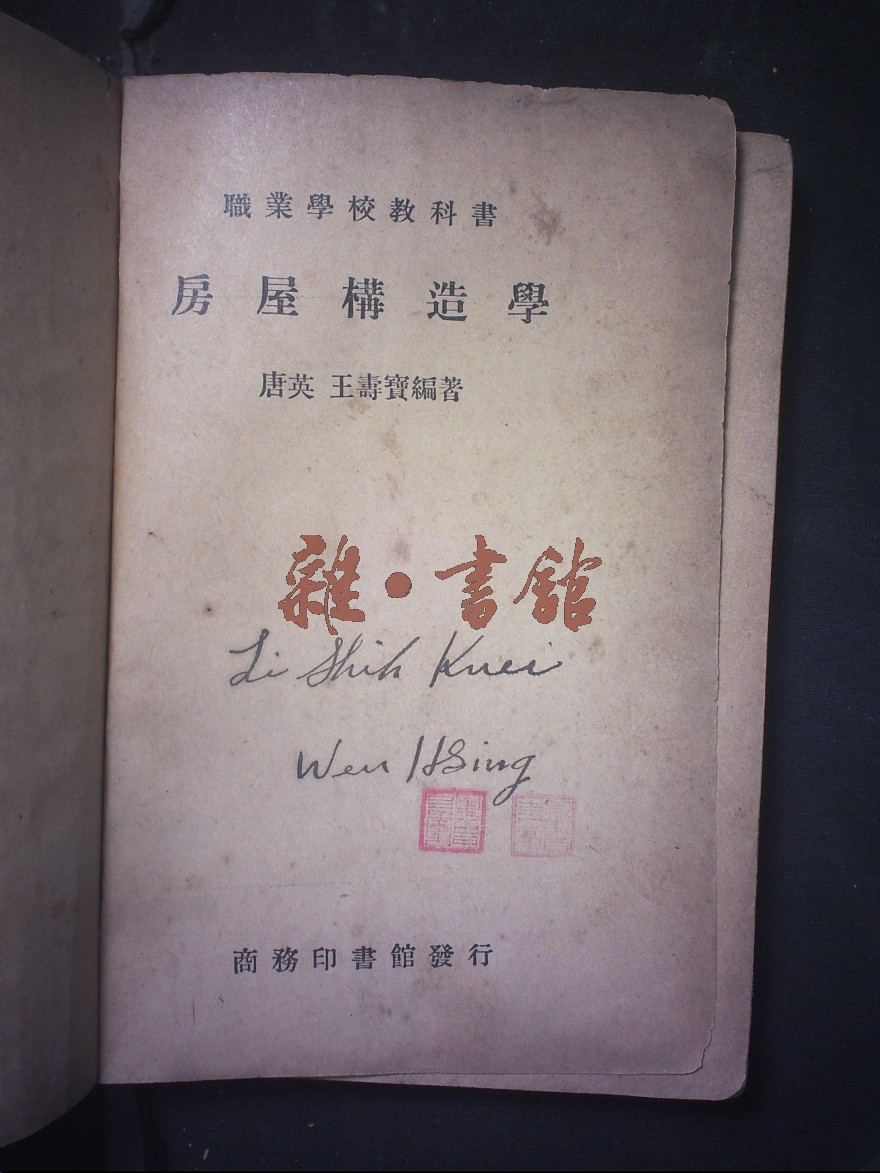 職業學校教科書
房屋構造學
唐英 王壽寶編著
雜·書館
Li Shih Kuei
Wen Hsing
商務印書館發行